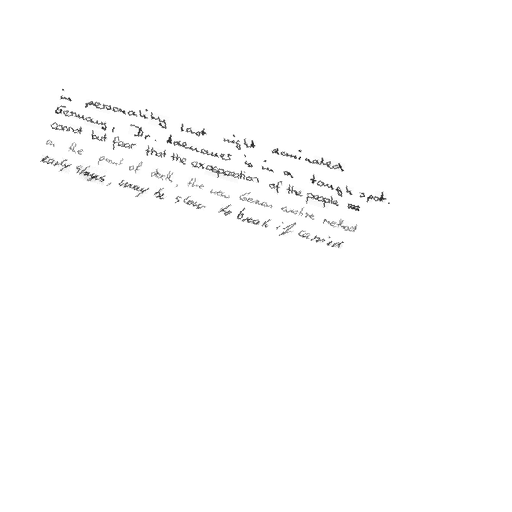 in personality last night dominated
Germany, Dr. Adenauer is in a tough spot.
cannot but fear that the exasperation of the people
on the point of death, the new German motive method
early stages, may be slow to break if carried